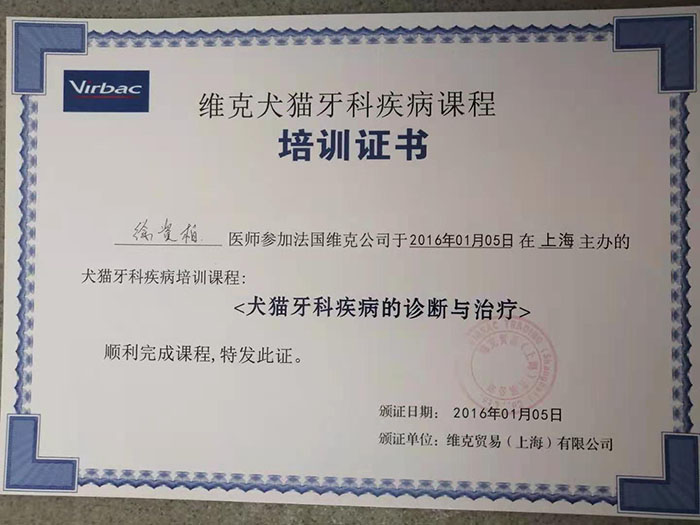 Virbac
维克犬猫牙科疾病课程
培训证书
医师参加法国维克公司于2016年01月05日在上海主办的
犬猫牙科疾病培训课程:
<犬猫牙科疾病的诊断与治疗>
顺利完成课程,特发此证。
颁证日期: 2016年01月05日
颁证单位: 维克贸易(上海)有限公司